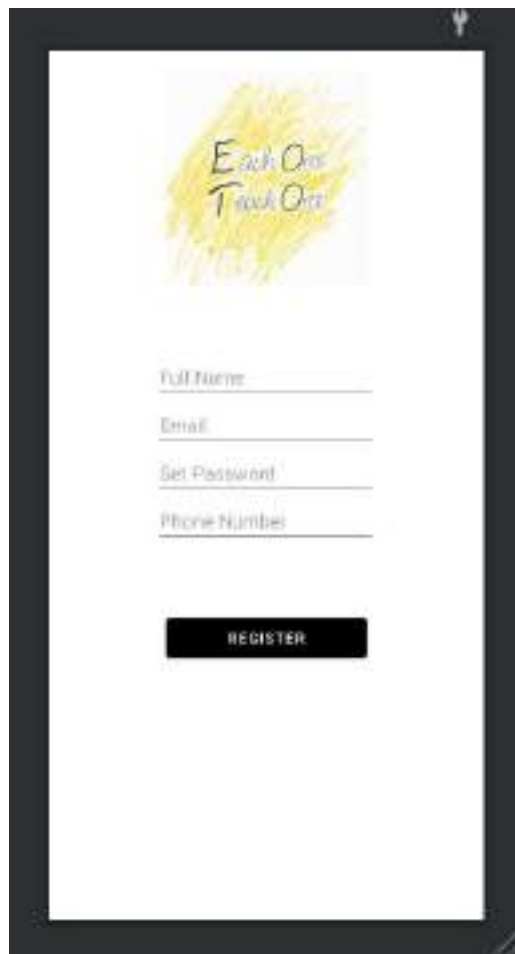 Each One
Teach One
Full Name
Email
Set Password
Phone Number
REGISTER